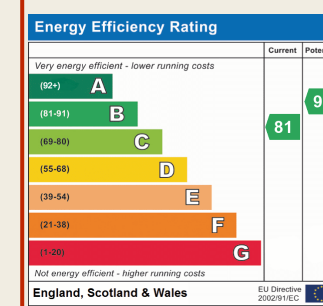 Energy Efficiency Rating
Current
Very energy efficient - lower running costs
(92+) A
(81-91) B
(69-80) C
(55-68) D
(39-54) E
(21-38) F
(1-20) G
81
Not energy efficient - higher running costs
England, Scotland & Wales
EU Directive
2002/91/EC